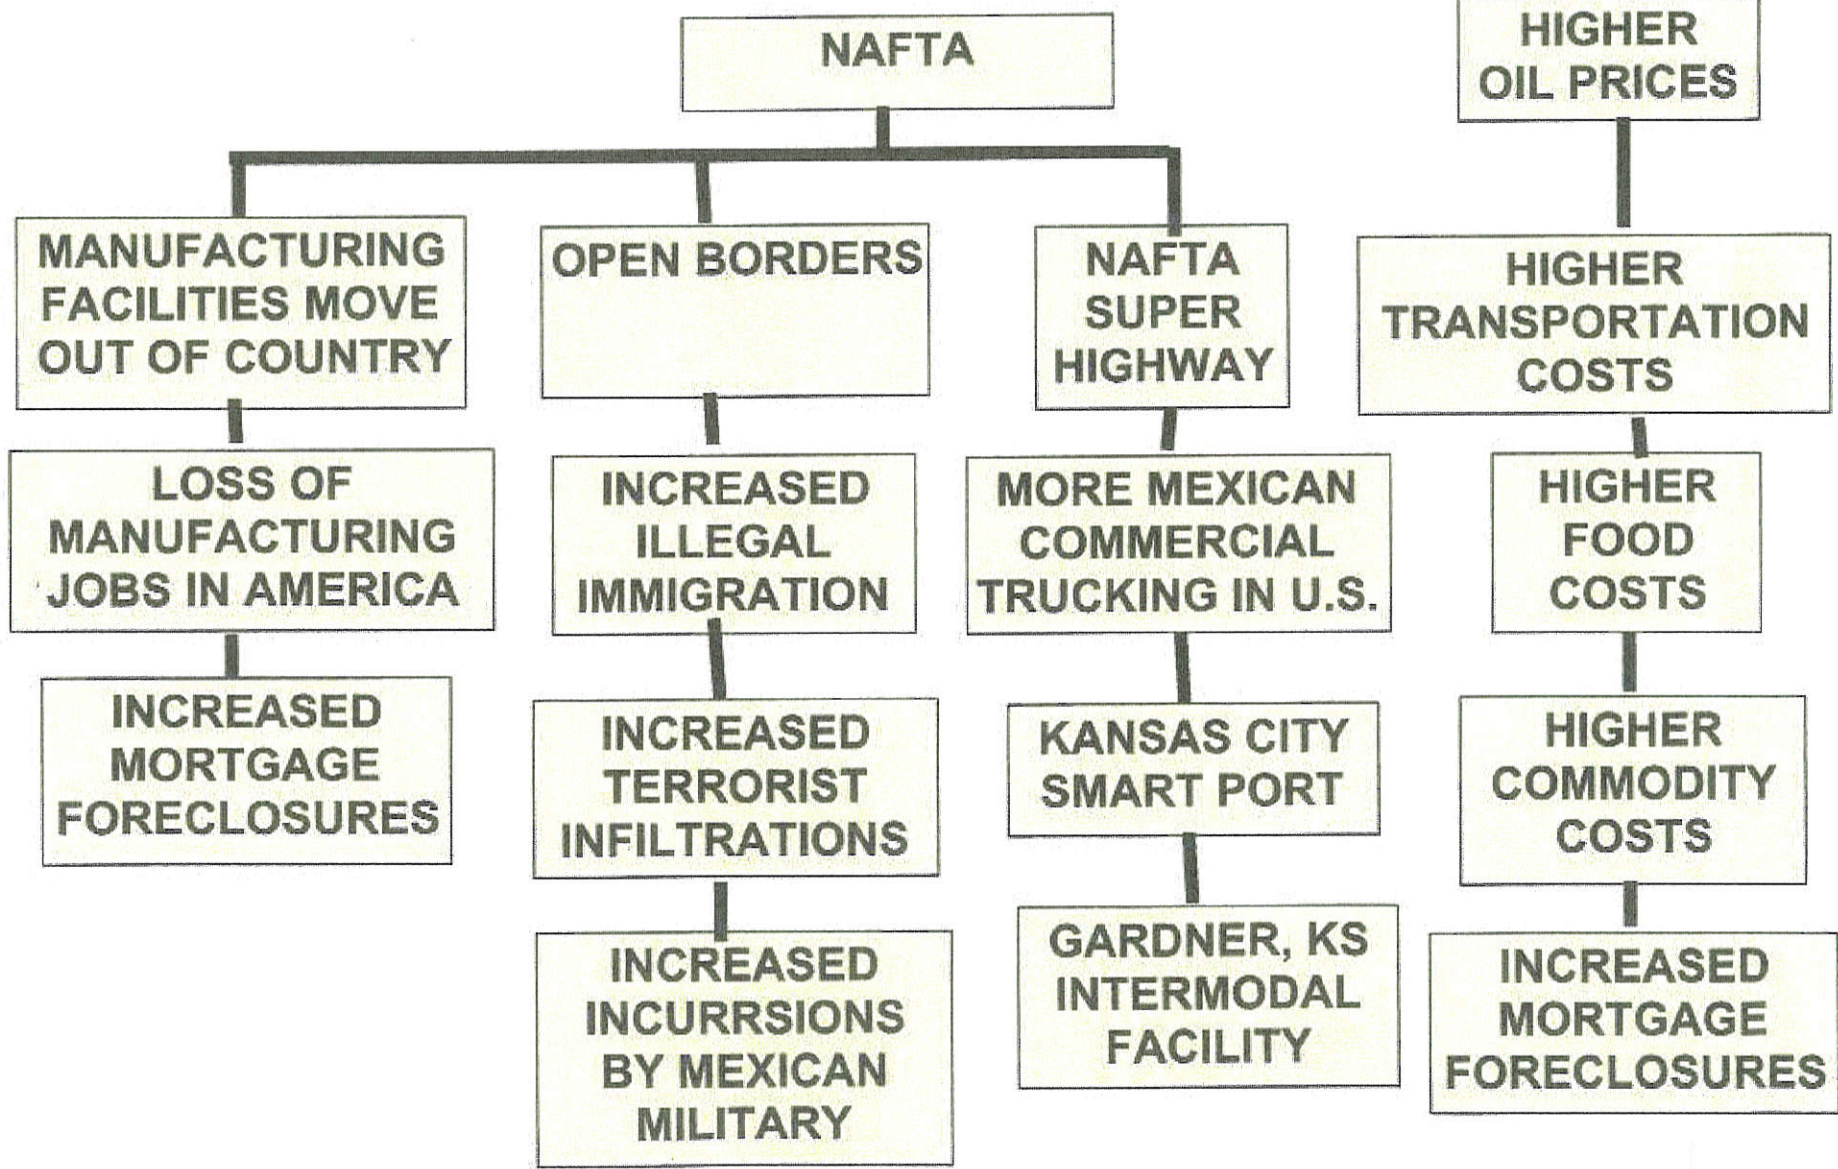 NAFTA
HIGHER
OIL PRICES
MANUFACTURING
FACILITIES MOVE
OUT OF COUNTRY
OPEN BORDERS
NAFTA
SUPER
HIGHWAY
HIGHER
TRANSPORTATION
COSTS
LOSS OF
MANUFACTURING
JOBS IN AMERICA
INCREASED
ILLEGAL
IMMIGRATION
MORE MEXICAN
COMMERCIAL
TRUCKING IN U.S.
HIGHER
FOOD
COSTS
INCREASED
MORTGAGE
FORECLOSURES
INCREASED
TERRORIST
INFILTRATIONS
KANSAS CITY
SMART PORT
HIGHER
COMMODITY
COSTS
INCREASED
INCURRSIONS
BY MEXICAN
MILITARY
GARDNER, KS
INTERMODAL
FACILITY
INCREASED
MORTGAGE
FORECLOSURES